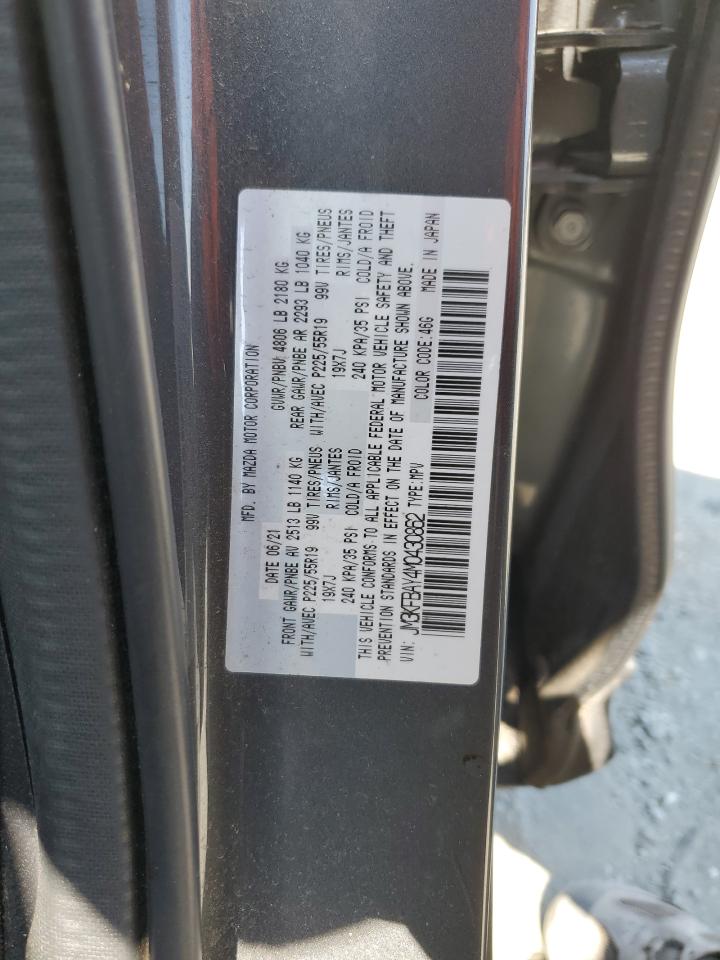 MFD. BY MAZDA MOTOR CORPORATION
DATE 06/21 GVWR/PNBV 4806 LB 2180 KG
FRONT GAWR/PNBE AV 2513 LB 1140 KG REAR GAWR/PNBE AR 2293 LB 1040 KG
WITH/AVEC P225/55R19 99V TIRES/PNEUS WITH/AVEC P225/55R19 99V TIRES/PNEUS
19X7J RIMS/JANTES 19X7J RIMS/JANTES
240 KPA/35 PSI COLD/A FROID 240 KPA/35 PSI COLD/A FROID
THIS VEHICLE CONFORMS TO ALL APPLICABLE FEDERAL MOTOR VEHICLE SAFETY AND THEFT
PREVENTION STANDARDS IN EFFECT ON THE DATE OF MANUFACTURE SHOWN ABOVE.
VIN: JM3KFBAY4M0430862 TYPE:MPV COLOR CODE:46G MADE IN JAPAN